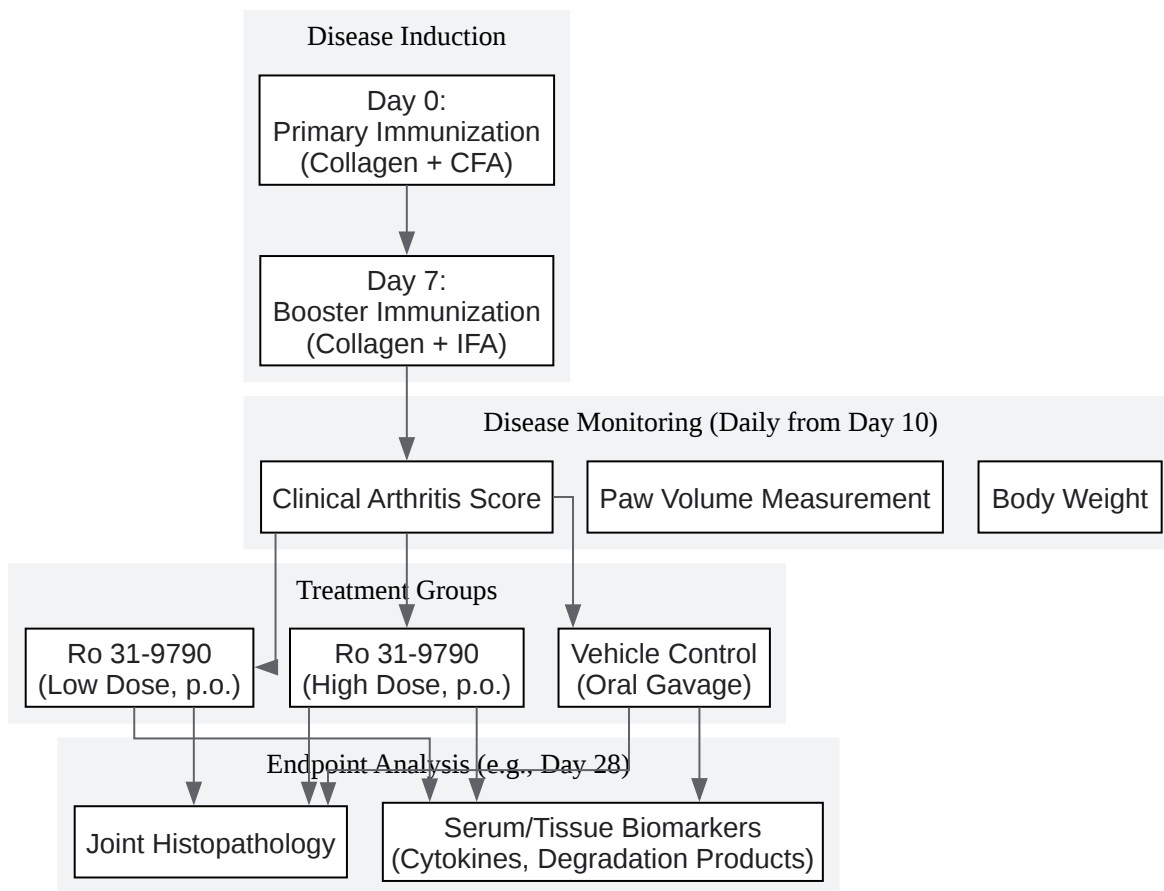 Disease Induction
Day 0:
Primary Immunization
(Collagen + CFA)
Day 7:
Booster Immunization
(Collagen + IFA)
Disease Monitoring (Daily from Day 10)
Clinical Arthritis Score
Paw Volume Measurement
Body Weight
Treatment Groups
Ro 31-9790
(Low Dose, p.o.)
Ro 31-9790
(High Dose, p.o.)
Vehicle Control
(Oral Gavage)
Endpoint Analysis (e.g., Day 28)
Joint Histopathology
Serum/Tissue Biomarkers
(Cytokines, Degradation Products)